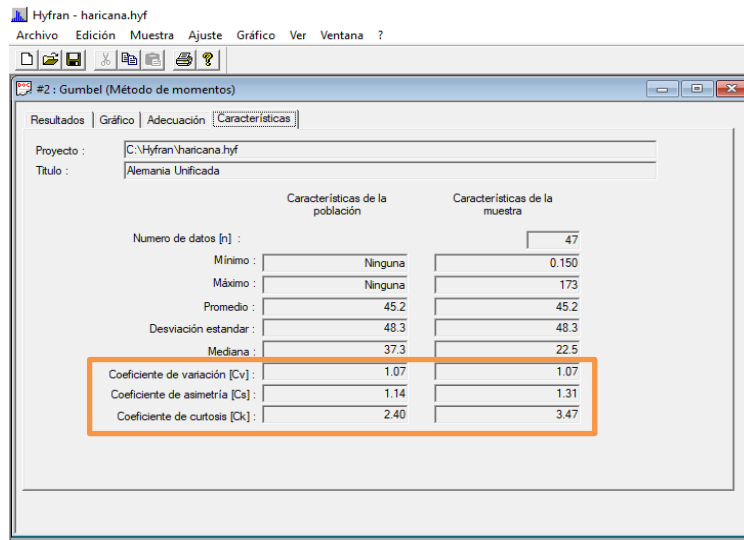 Hyfran - haricana.hyf
Archivo Edición Muestra Ajuste Gráfico Ver Ventana ?
#2 : Gumbel (Método de momentos)
Resultados Gráfico Adecuación Características
Proyecto : C:\Hyfran\haricana.hyf
Titulo : Alemania Unificada
Características de la población Características de la muestra
Numero de datos [n] : 47
Mínimo : Ninguna 0.150
Máximo : Ninguna 173
Promedio : 45.2 45.2
Desviación estandar : 48.3 48.3
Mediana : 37.3 22.5
Coeficiente de variación [Cv] : 1.07 1.07
Coeficiente de asimetría [Cs] : 1.14 1.31
Coeficiente de curtosis [Ck] : 2.40 3.47